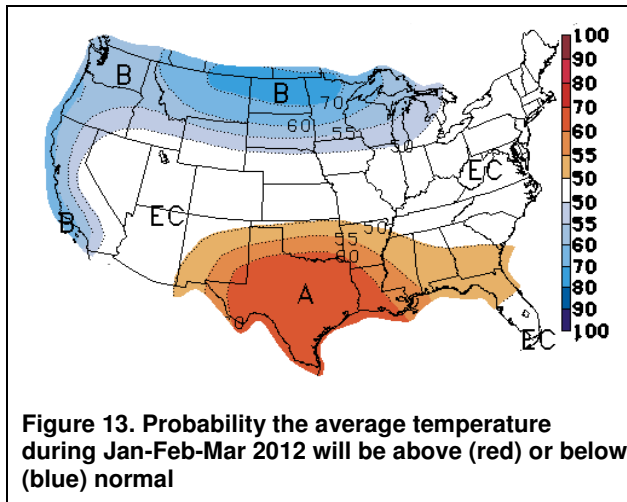 100
90
80
70
60
55
50
55
60
70
80
90
100
B
B
70
60
55
50
EC
B
EC
50
55
60
A
EC
Figure 13. Probability the average temperature
during Jan-Feb-Mar 2012 will be above (red) or below
(blue) normal